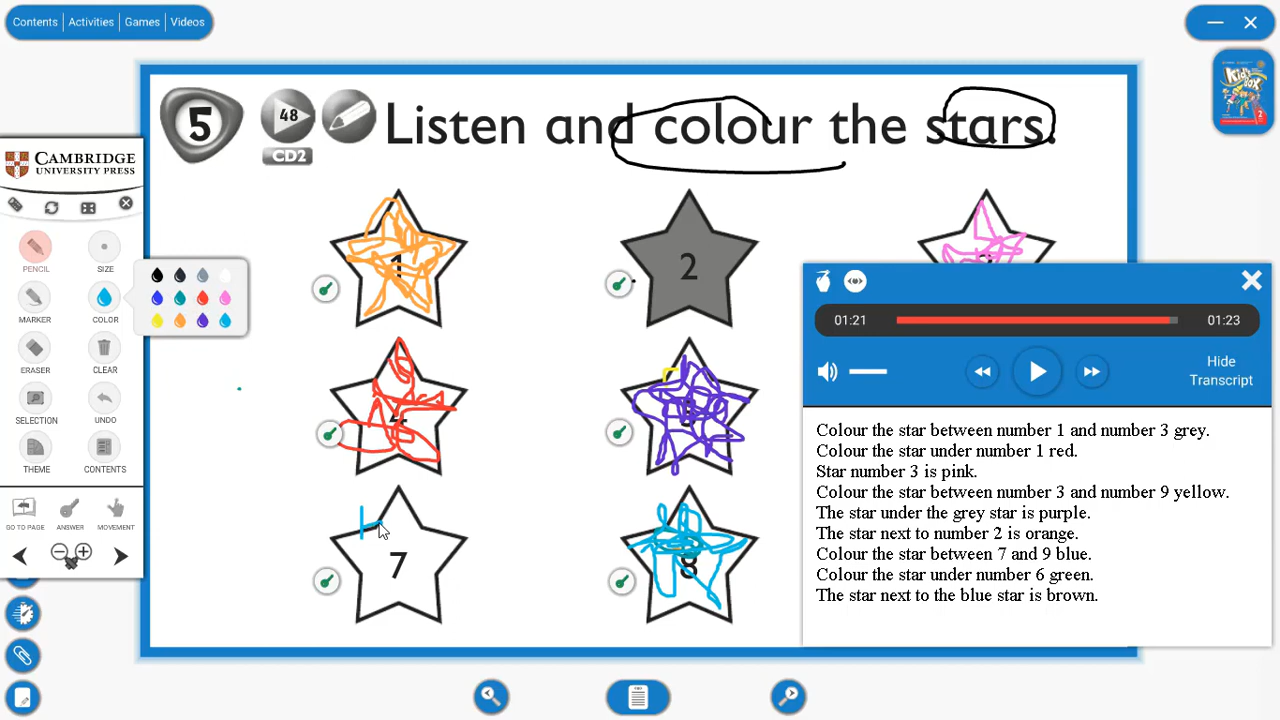 Contents Activities Games Videos
5 48 Listen and colour the stars.
CD2
CAMBRIDGE
UNIVERSITY PRESS
PENCIL SIZE
MARKER COLOR
ERASER CLEAR
SELECTION UNDO
THEME CONTENTS
GO TO PAGE ANSWER MOVEMENT
1 2
4
7 8
01:21 01:23
Hide
Transcript
Colour the star between number 1 and number 3 grey.
Colour the star under number 1 red.
Star number 3 is pink.
Colour the star between number 3 and number 9 yellow.
The star under the grey star is purple.
The star next to number 2 is orange.
Colour the star between 7 and 9 blue.
Colour the star under number 6 green.
The star next to the blue star is brown.